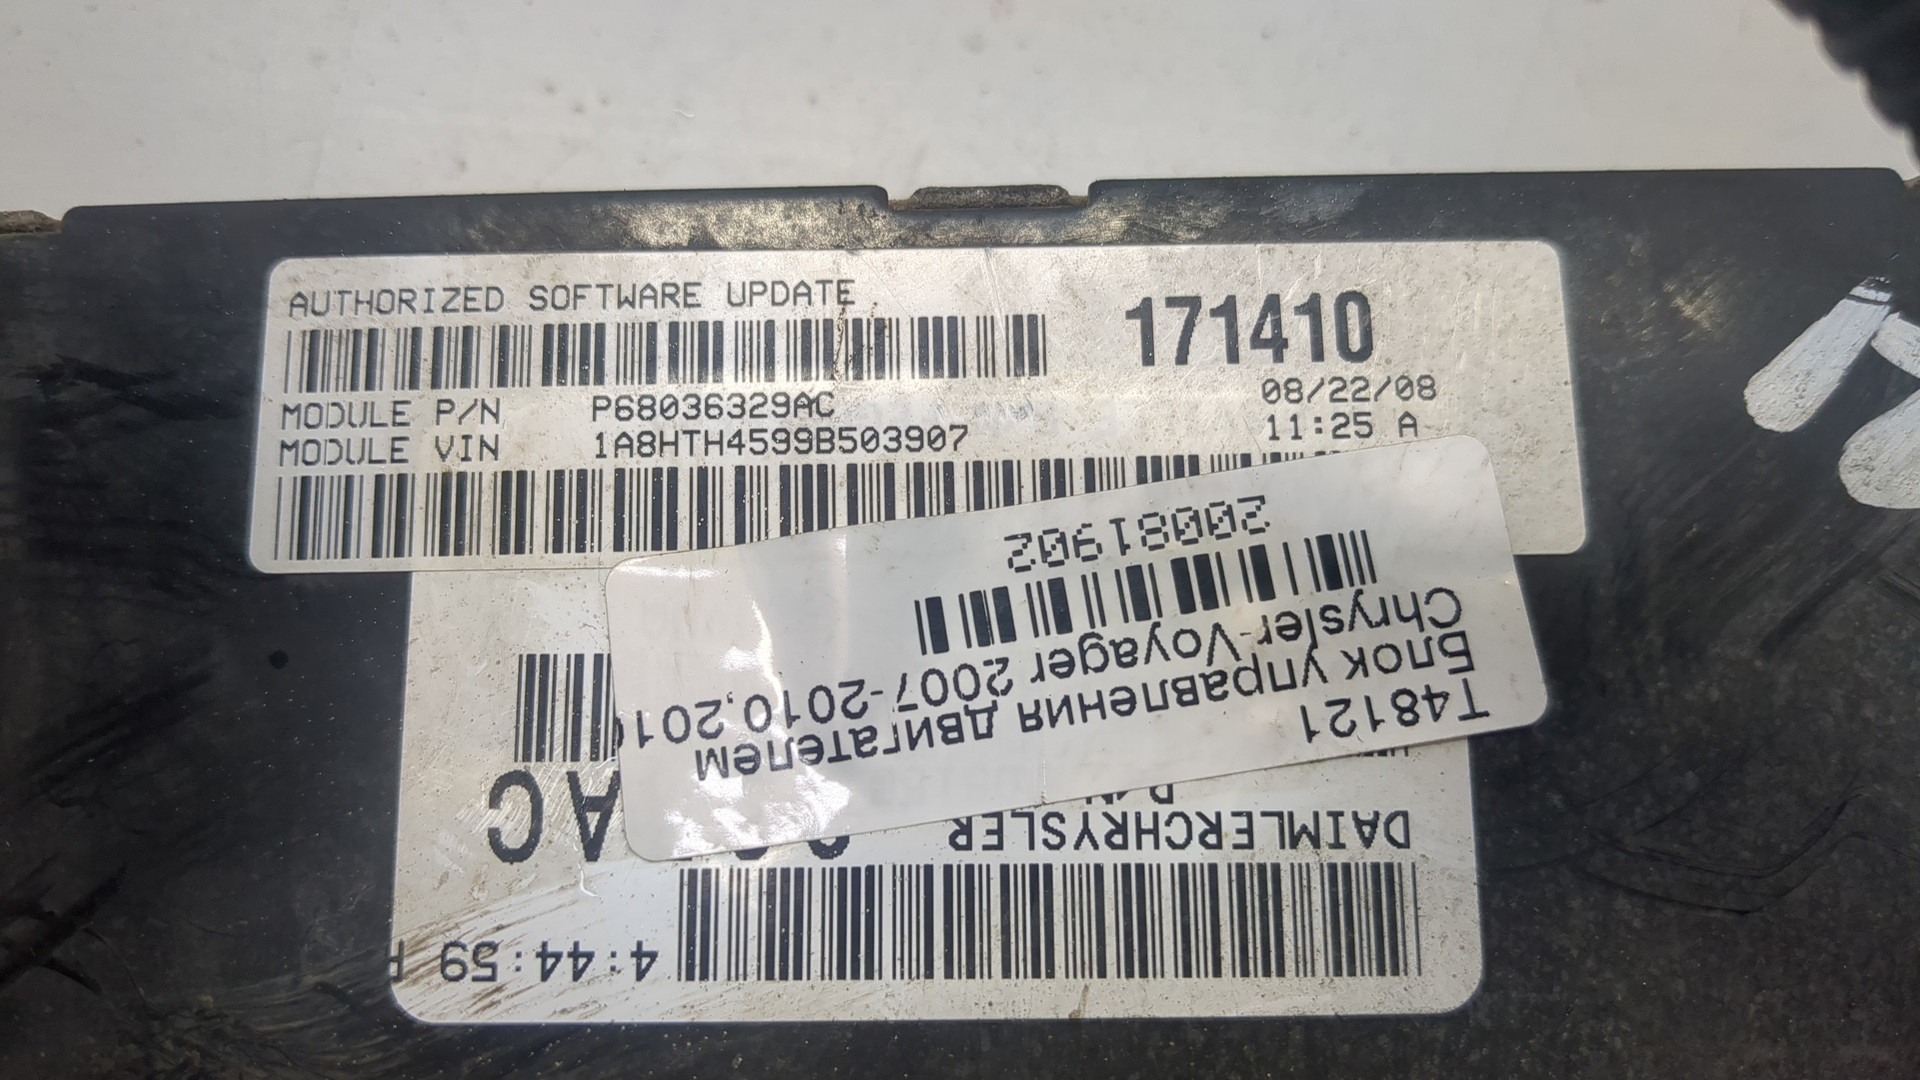 AUTHORIZED SOFTWARE UPDATE
171410
MODULE P/N P68036329AC
08/22/08
MODULE VIN 1A8HTH4599B503907
11:25 A
T48121
Блок управления двигателем
Chrysler Voyager 2007-2010,201
20081902
4:44:59
DAIMLERCHRYSLER
P/N
AC